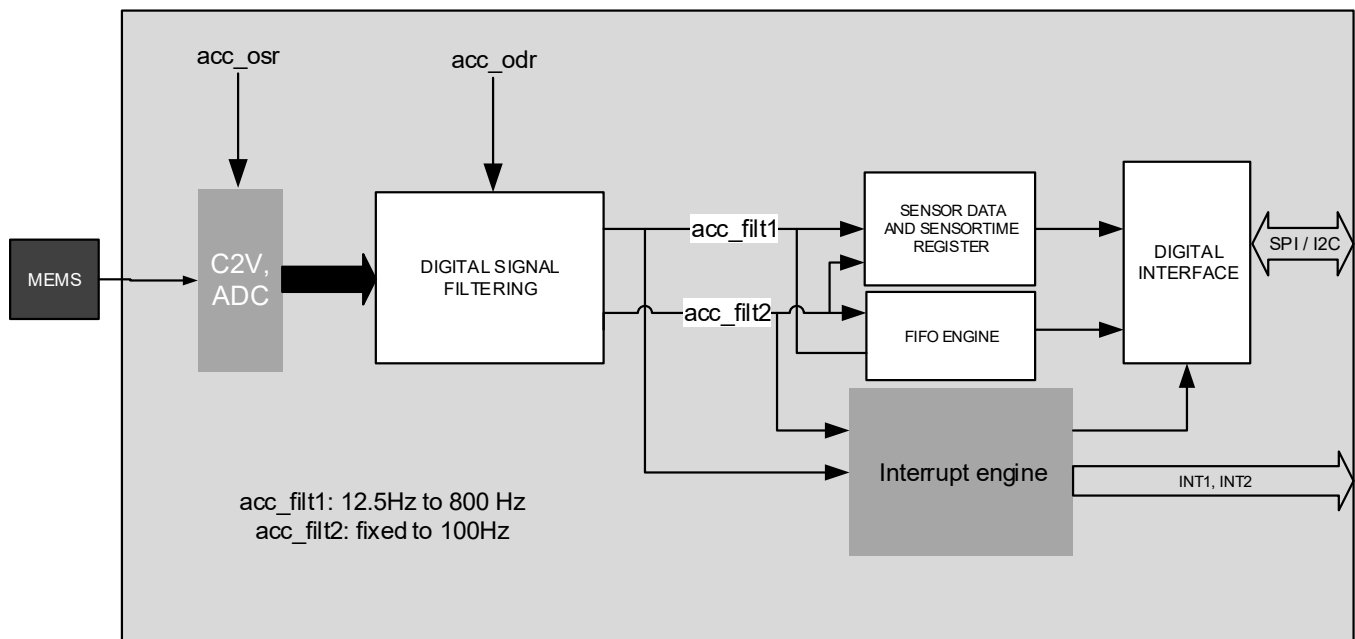 acc_osr
acc_odr
MEMS
C2V,
ADC
DIGITAL SIGNAL
FILTERING
acc_filt1
acc_filt2
SENSOR DATA
AND SENSORTIME
REGISTER
FIFO ENGINE
DIGITAL
INTERFACE
SPI / I2C
Interrupt engine
INT1, INT2
acc_filt1: 12.5Hz to 800 Hz
acc_filt2: fixed to 100Hz